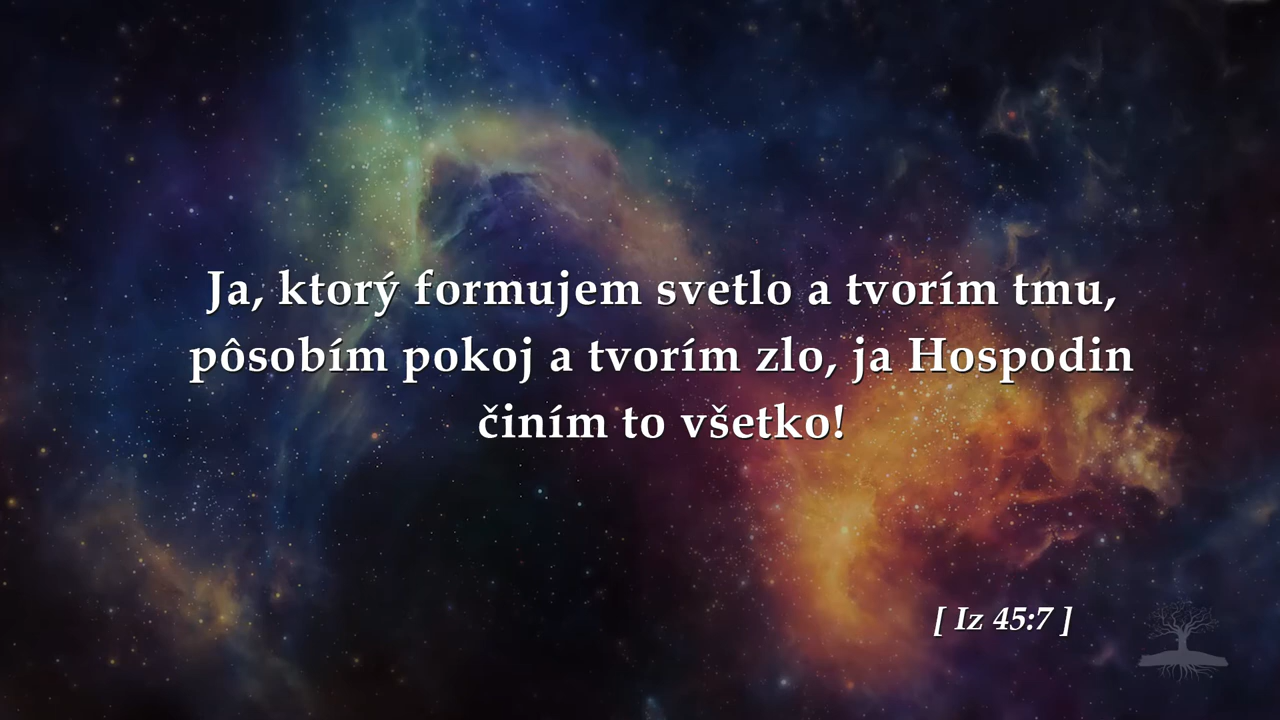 Ja, ktorý formujem svetlo a tvorím tmu,
pôsobím pokoj a tvorím zlo, ja Hospodin
činím to všetko!
[ Iz 45:7 ]